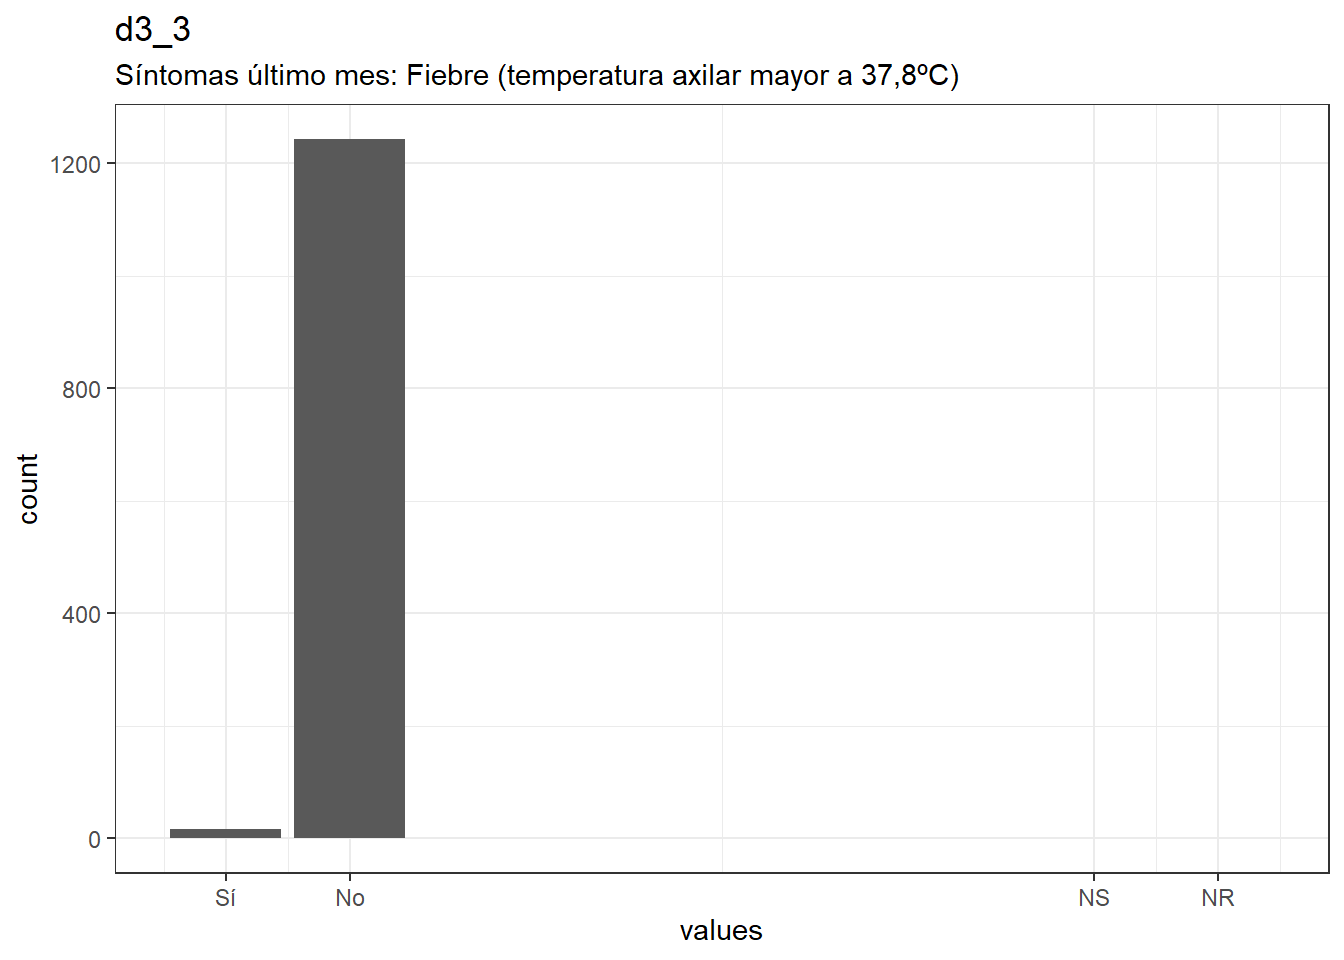 d3_3
Síntomas último mes: Fiebre (temperatura axilar mayor a 37,8ºC)
1200
800
400
0
count
Sí No NS NR
values